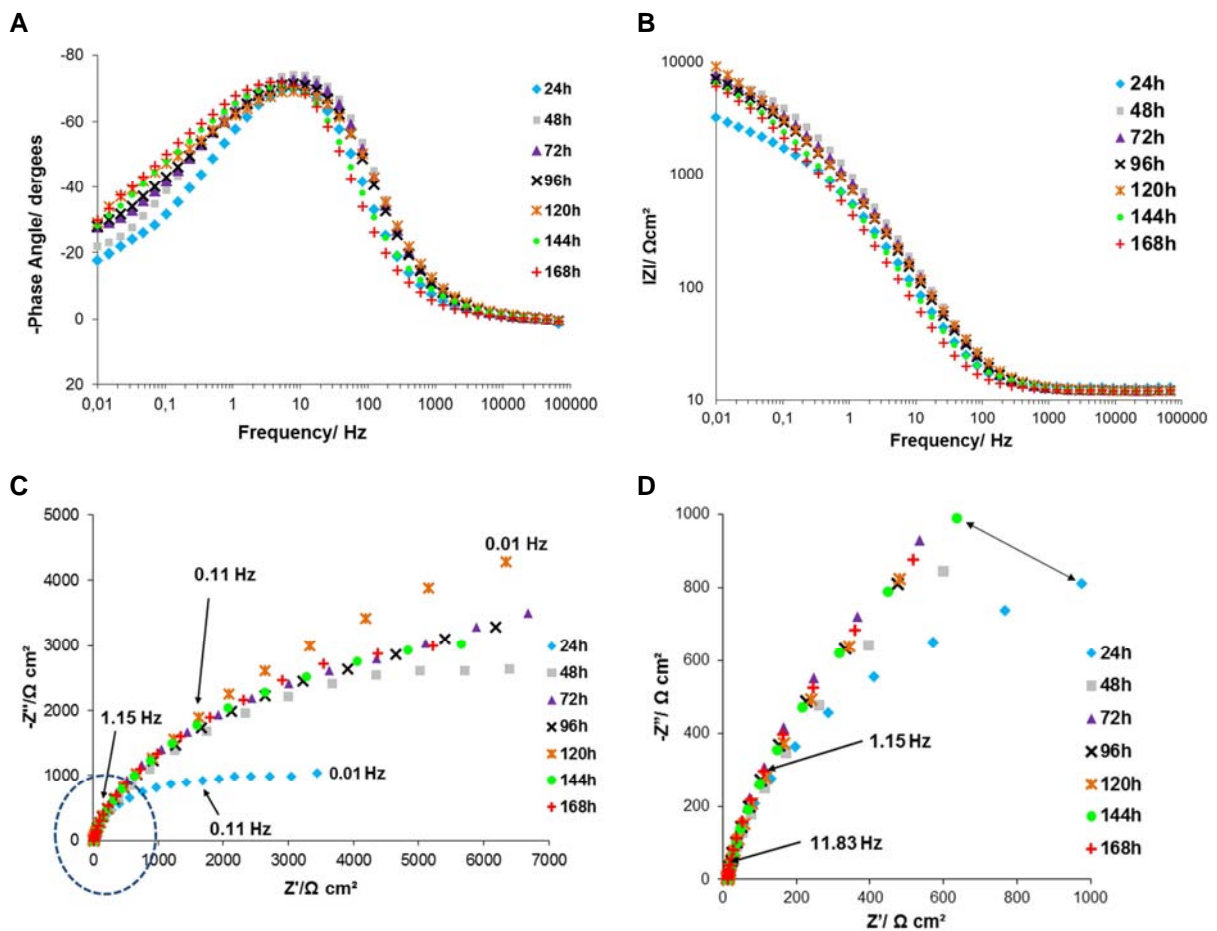 A
-Phase Angle/ dergees
-80
-60
-40
-20
0
20
0,01 0,1 1 10 100 1000 10000 100000
Frequency/ Hz
24h
48h
72h
96h
120h
144h
168h
B
IZI/ Ωcm²
10000
1000
100
10
0,01 0,1 1 10 100 1000 10000 100000
Frequency/ Hz
24h
48h
72h
96h
120h
144h
168h
C
-Z''/Ω cm²
5000
4000
3000
2000
1000
0
0 1000 2000 3000 4000 5000 6000 7000
Z'/Ω cm²
0.01 Hz
0.11 Hz
1.15 Hz
0.01 Hz
0.11 Hz
24h
48h
72h
96h
120h
144h
168h
D
-Z''/ Ω cm²
1000
800
600
400
200
0
0 200 400 600 800 1000
Z'/ Ω cm²
1.15 Hz
11.83 Hz
24h
48h
72h
96h
120h
144h
168h